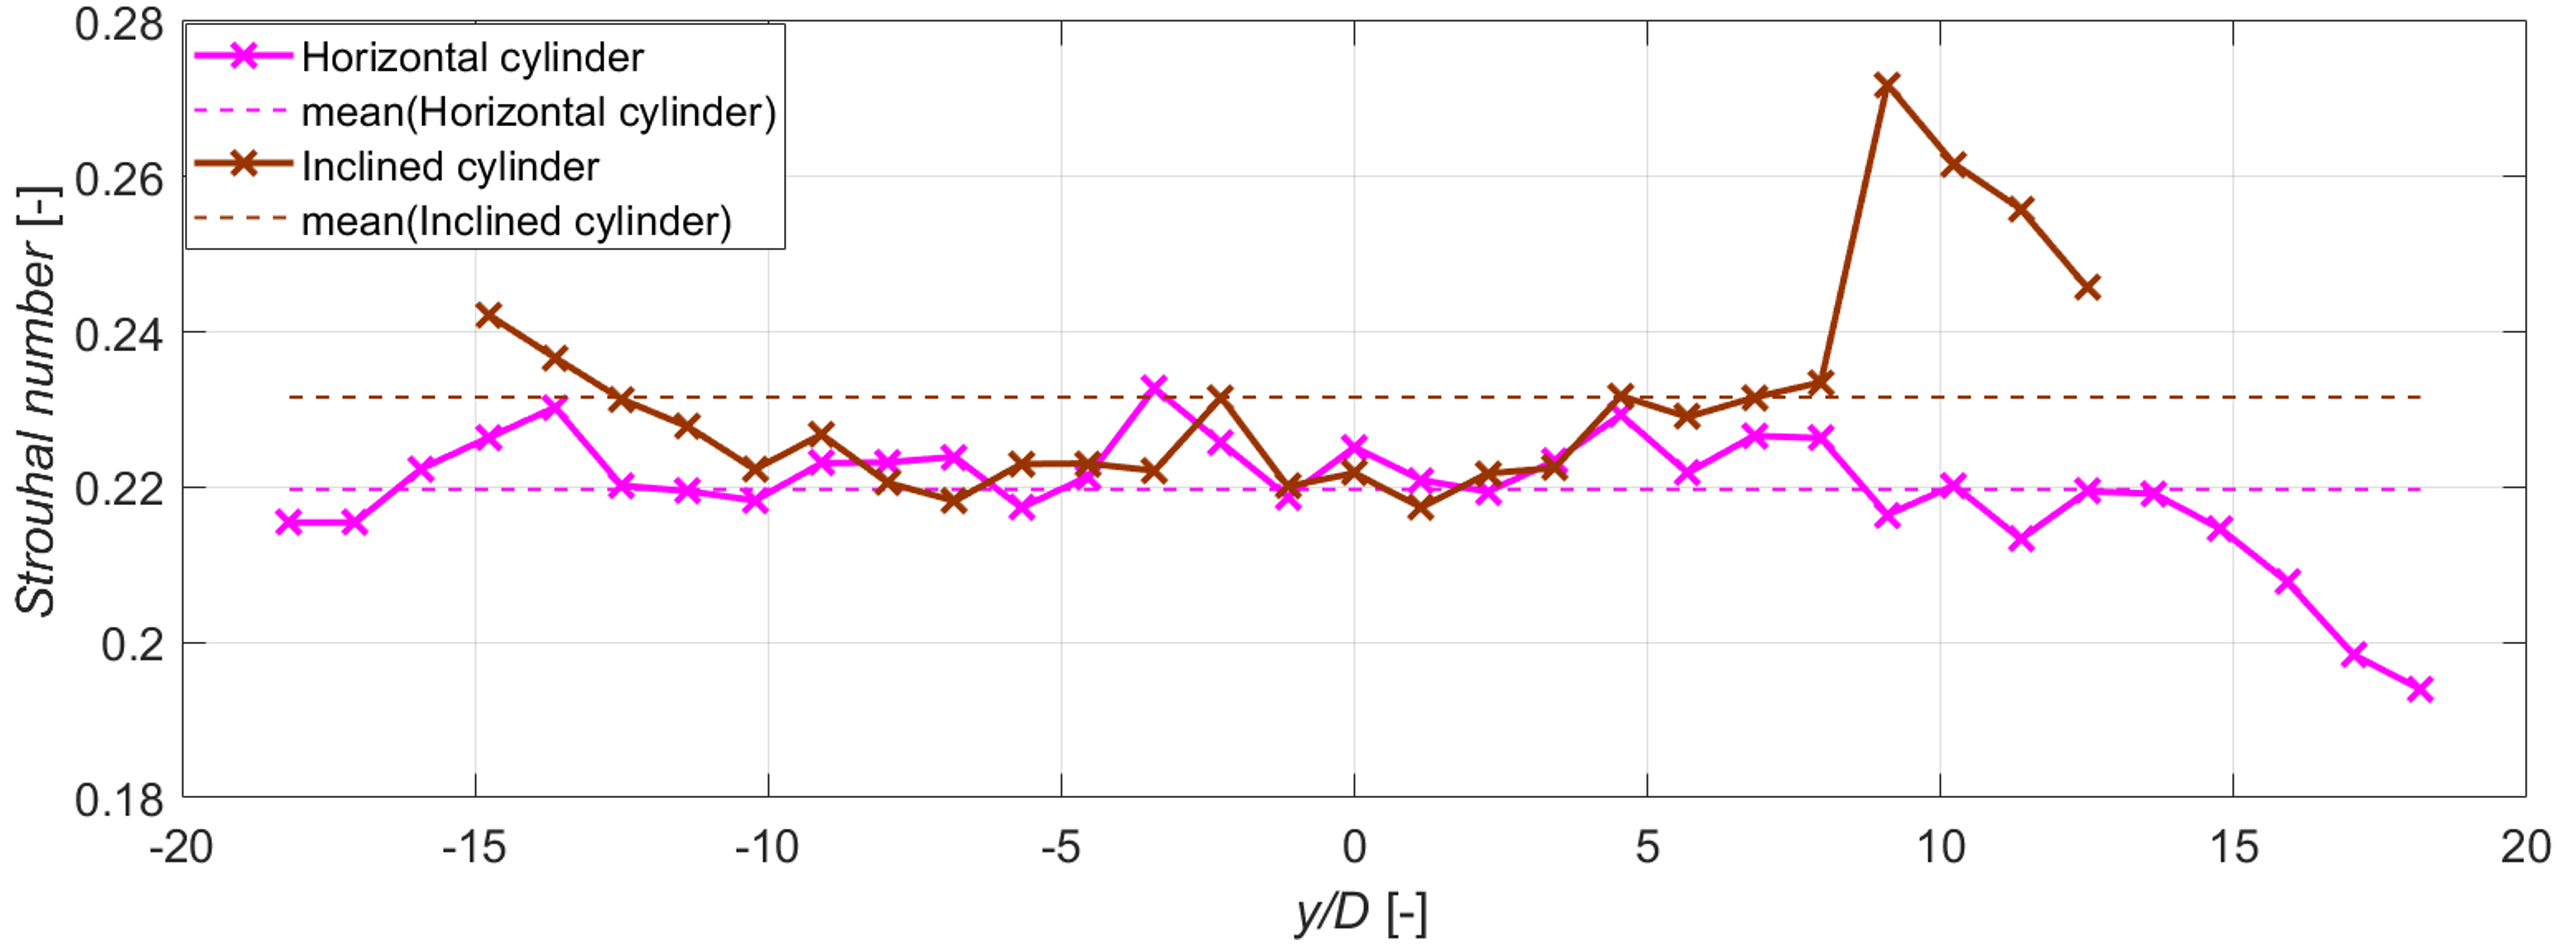 0.28
0.26
0.24
0.22
0.2
0.18
Strouhal number [-]
Horizontal cylinder
mean(Horizontal cylinder)
Inclined cylinder
mean(Inclined cylinder)
-20 -15 -10 -5 0 5 10 15 20
y/D [-]